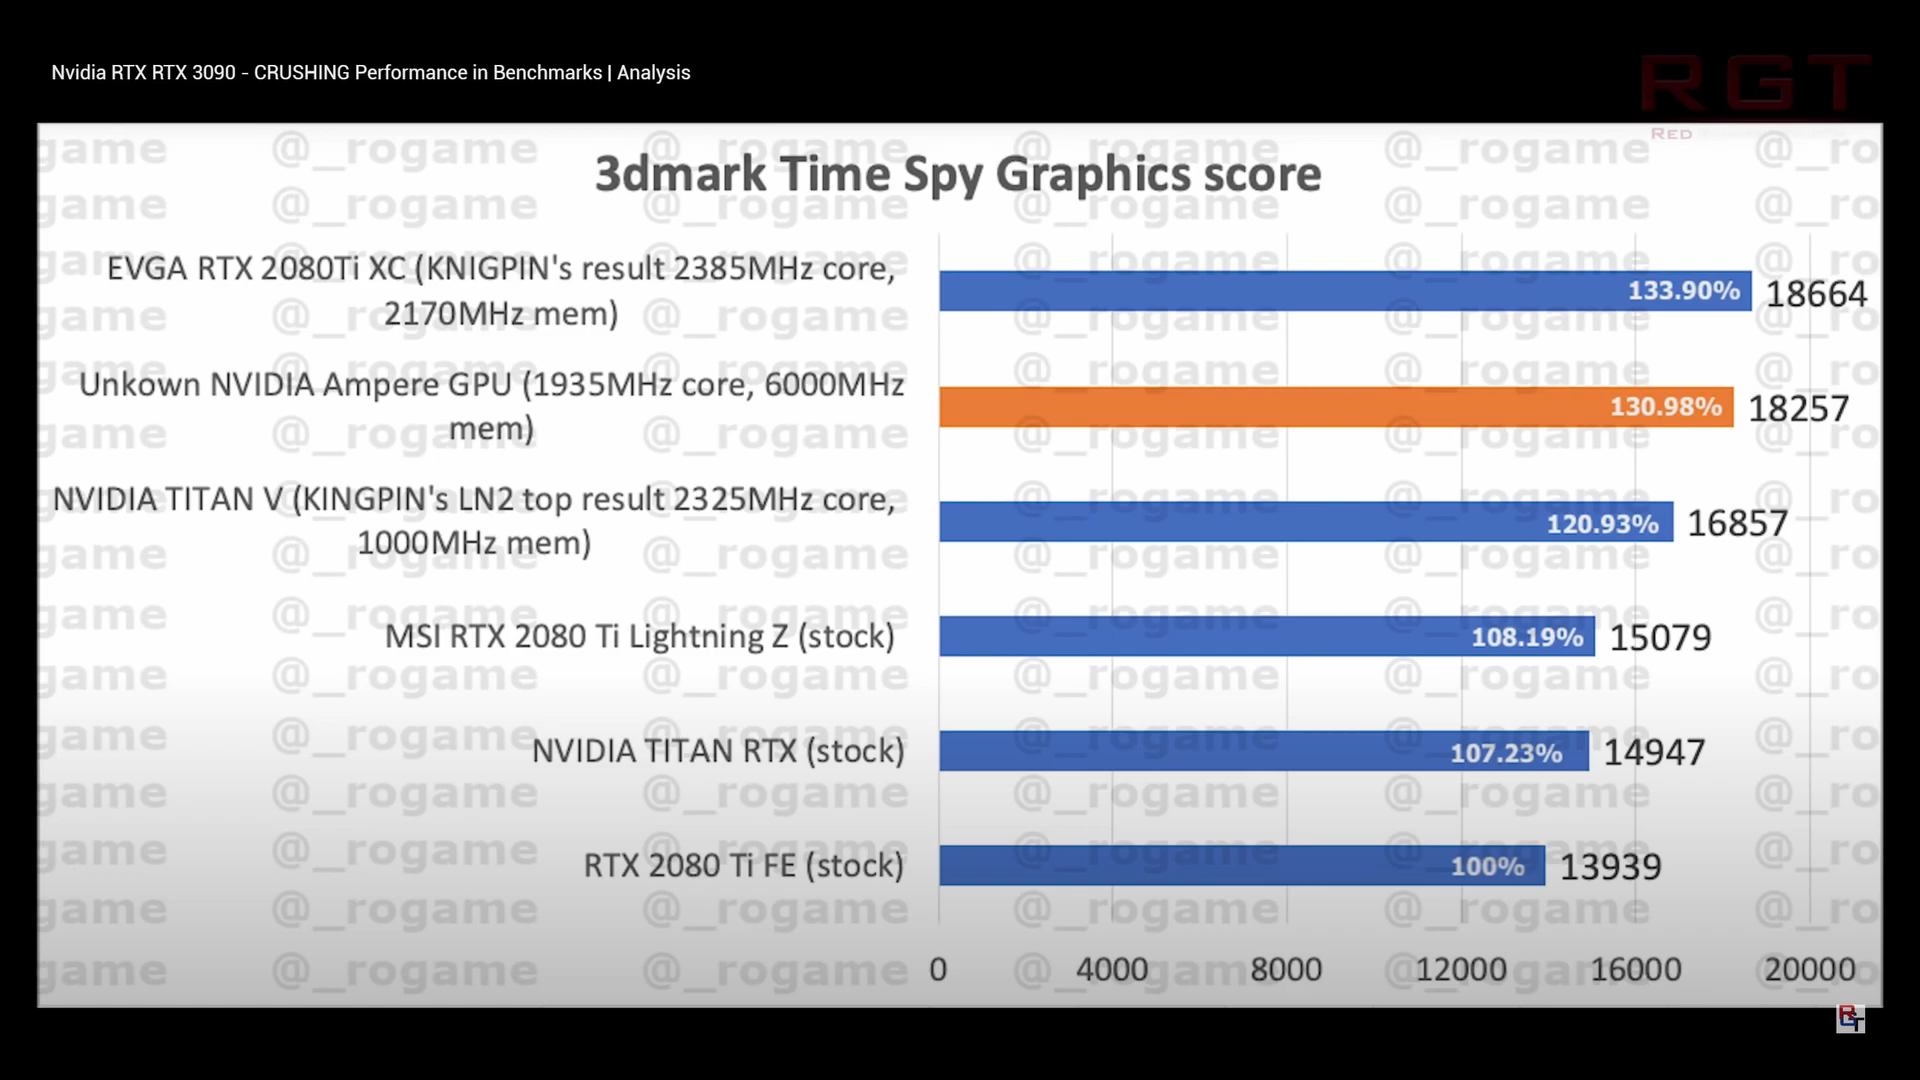 Nvidia RTX RTX 3090 - CRUSHING Performance in Benchmarks | Analysis
RGT
RED
3dmark Time Spy Graphics score
EVGA RTX 2080Ti XC (KNIGPIN's result 2385MHz core,
2170MHz mem)
133.90% 18664
Unkown NVIDIA Ampere GPU (1935MHz core, 6000MHz
mem)
130.98% 18257
NVIDIA TITAN V (KINGPIN's LN2 top result 2325MHz core,
1000MHz mem)
120.93% 16857
MSI RTX 2080 Ti Lightning Z (stock) 108.19% 15079
NVIDIA TITAN RTX (stock) 107.23% 14947
RTX 2080 Ti FE (stock) 100% 13939
0 4000 8000 12000 16000 20000
@_rogame
RGT